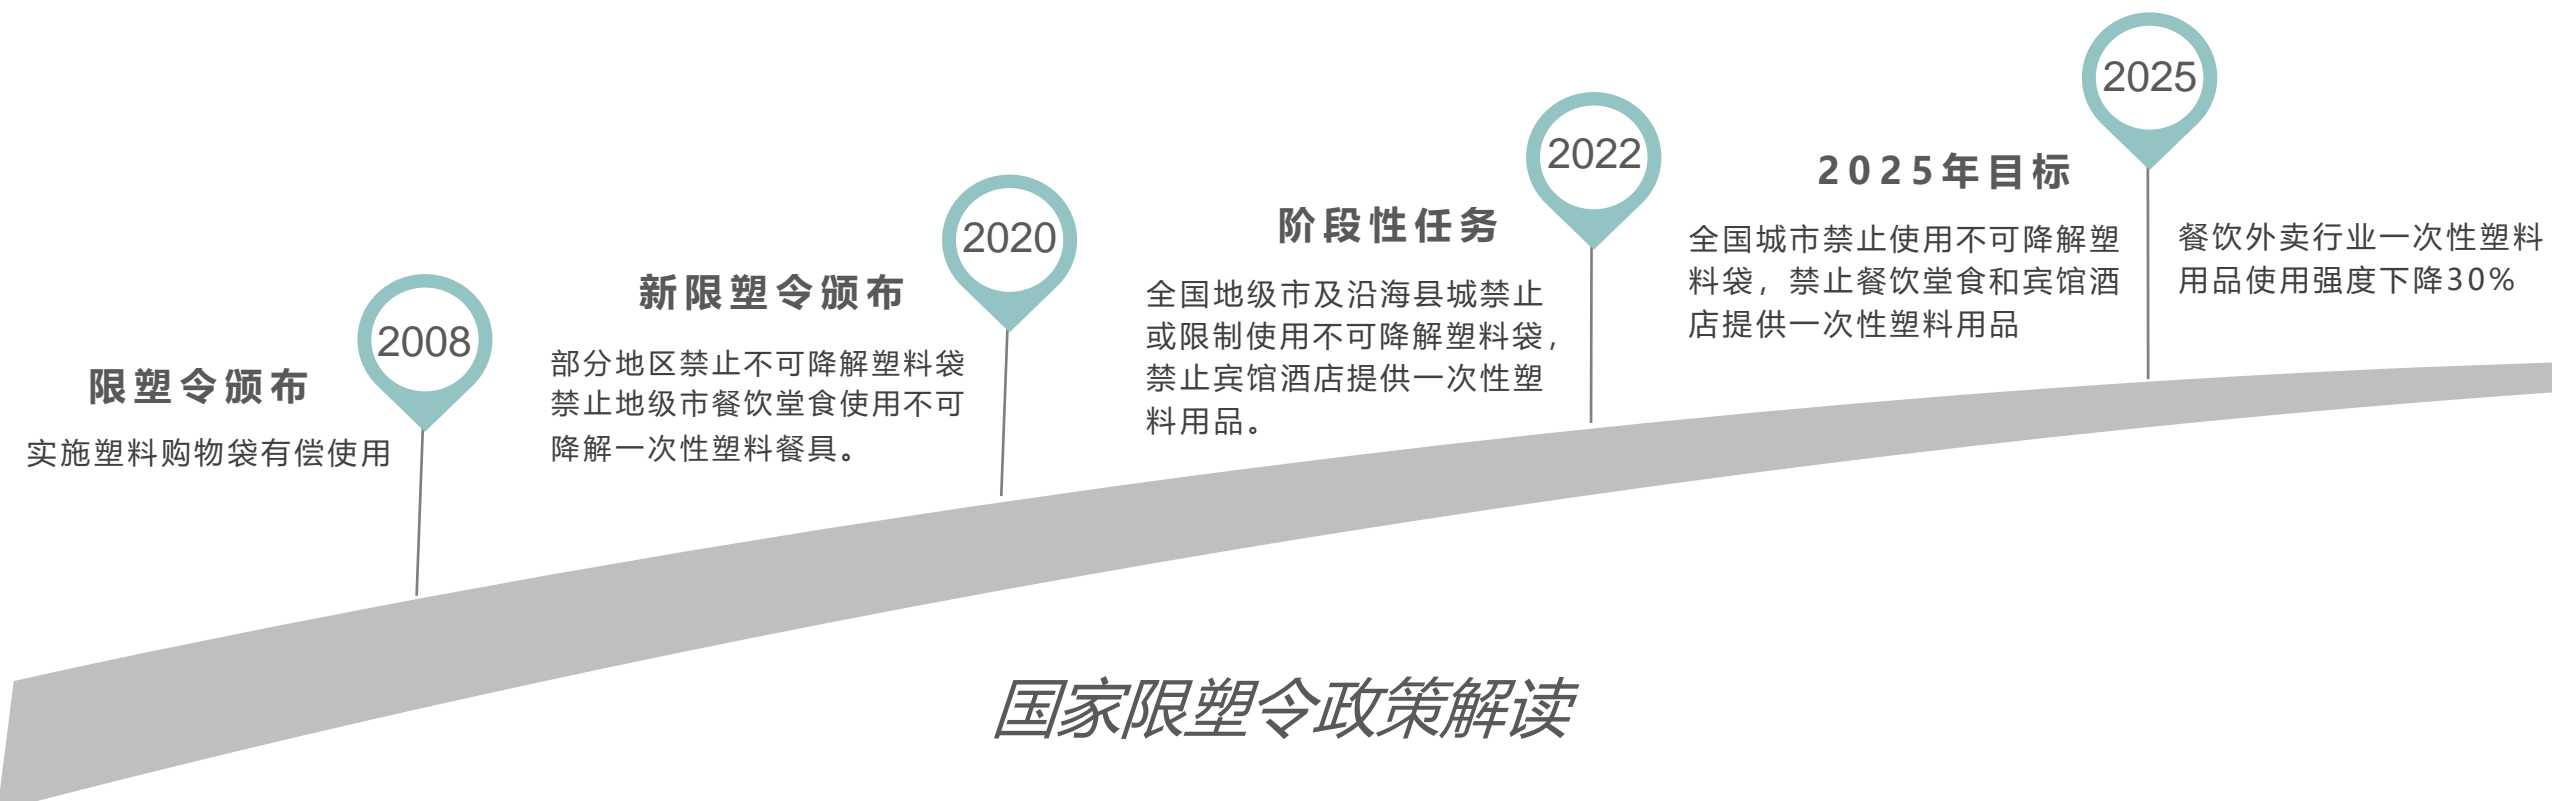 2008
限塑令颁布
实施塑料购物袋有偿使用
2020
新限塑令颁布
部分地区禁止不可降解塑料袋
禁止地级市餐饮堂食使用不可
降解一次性塑料餐具。
2022
阶段性任务
全国地级市及沿海县城禁止
或限制使用不可降解塑料袋，
禁止宾馆酒店提供一次性塑
料用品。
2025
2025年目标
全国城市禁止使用不可降解塑
料袋，禁止餐饮堂食和宾馆酒
店提供一次性塑料用品
餐饮外卖行业一次性塑料
用品使用强度下降30%
国家限塑令政策解读